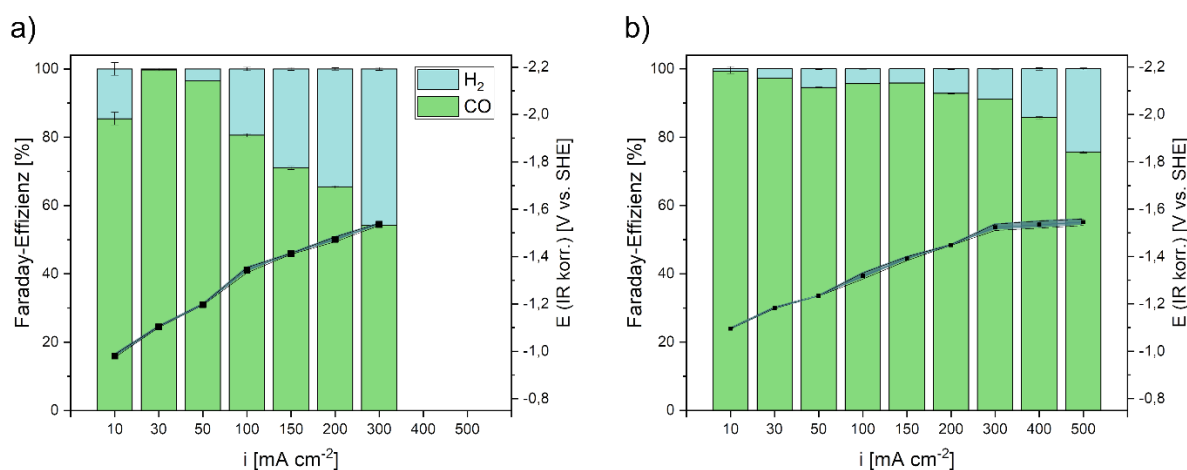 a)
H₂
CO
Faraday-Effizienz [%]
100
80
60
40
20
0
-2,2
-2,0
-1,8
-1,6
-1,4
-1,2
-1,0
-0,8
E (IR korr.) [V vs. SHE]
10 30 50 100 150 200 300 400 500
i [mA cm⁻²]
b)
Faraday-Effizienz [%]
100
80
60
40
20
0
-2,2
-2,0
-1,8
-1,6
-1,4
-1,2
-1,0
-0,8
E (IR korr.) [V vs. SHE]
10 30 50 100 150 200 300 400 500
i [mA cm⁻²]